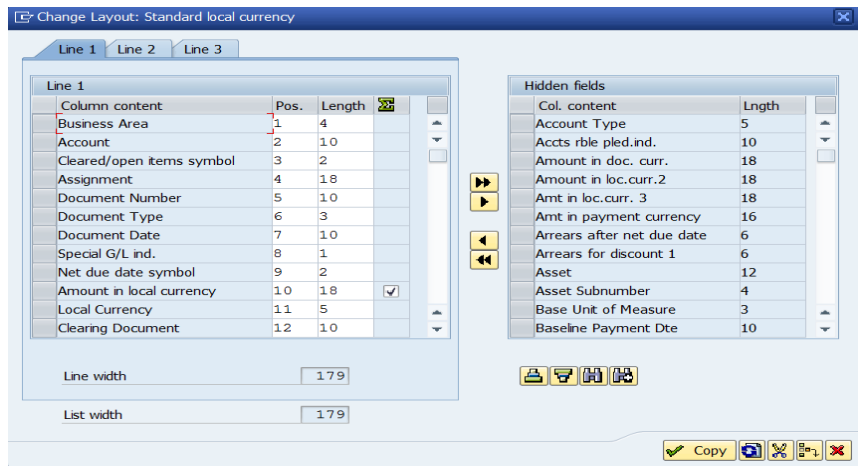 Change Layout: Standard local currency
Line 1 Line 2 Line 3
Line 1
Column content Pos. Length
Business Area 1 4
Account 2 10
Cleared/open items symbol 3 2
Assignment 4 18
Document Number 5 10
Document Type 6 3
Document Date 7 10
Special G/L ind. 8 1
Net due date symbol 9 2
Amount in local currency 10 18
Local Currency 11 5
Clearing Document 12 10
Line width 179
List width 179
Hidden fields
Col. content Lngth
Account Type 5
Accts rble pled.ind. 10
Amount in doc. curr. 18
Amount in loc.curr.2 18
Amt in loc.curr. 3 18
Amt in payment currency 16
Arrears after net due date 6
Arrears for discount 1 6
Asset 12
Asset Subnumber 4
Base Unit of Measure 3
Baseline Payment Dte 10
Copy